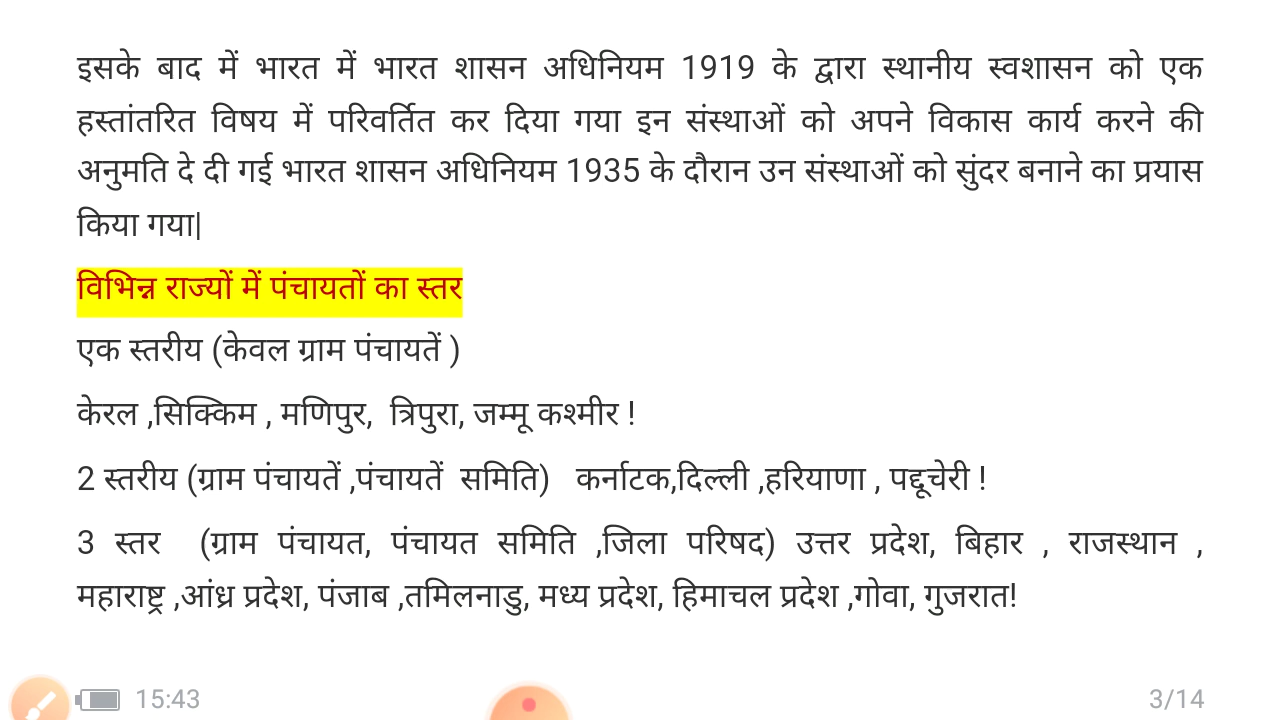 इसके बाद में भारत में भारत शासन अधिनियम 1919 के द्वारा स्थानीय स्वशासन को एक
हस्तांतरित विषय में परिवर्तित कर दिया गया इन संस्थाओं को अपने विकास कार्य करने की
अनुमति दे दी गई भारत शासन अधिनियम 1935 के दौरान उन संस्थाओं को सुंदर बनाने का प्रयास
किया गया|
विभिन्न राज्यों में पंचायतों का स्तर
एक स्तरीय (केवल ग्राम पंचायतें )
केरल ,सिक्किम , मणिपुर, त्रिपुरा, जम्मू कश्मीर !
2 स्तरीय (ग्राम पंचायतें ,पंचायतें समिति) कर्नाटक,दिल्ली ,हरियाणा , पद्दूचेरी !
3 स्तर (ग्राम पंचायत, पंचायत समिति ,जिला परिषद) उत्तर प्रदेश, बिहार , राजस्थान ,
महाराष्ट्र ,आंध्र प्रदेश, पंजाब ,तमिलनाडु, मध्य प्रदेश, हिमाचल प्रदेश ,गोवा, गुजरात!
15:43 3/14